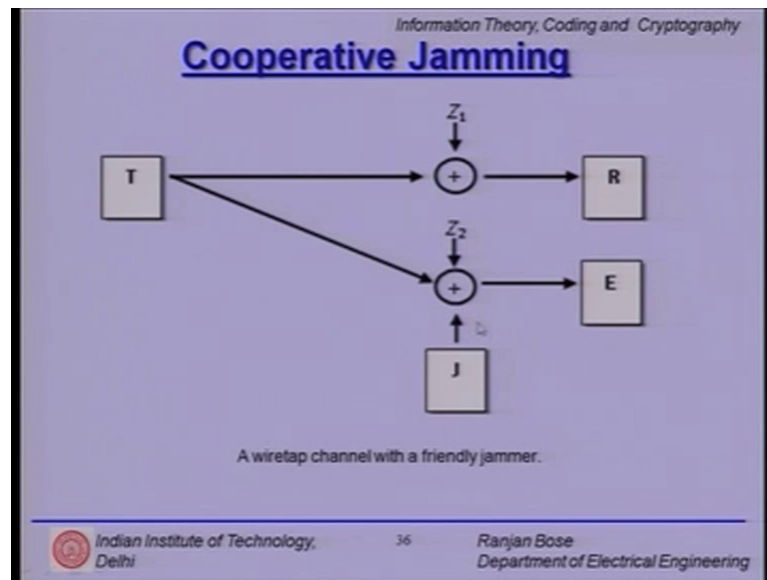 Information Theory, Coding and Cryptography
Cooperative Jamming
Z1
T
+
R
Z2
+
E
J
A wiretap channel with a friendly jammer.
Indian Institute of Technology,
Delhi
36
Ranjan Bose
Department of Electrical Engineering